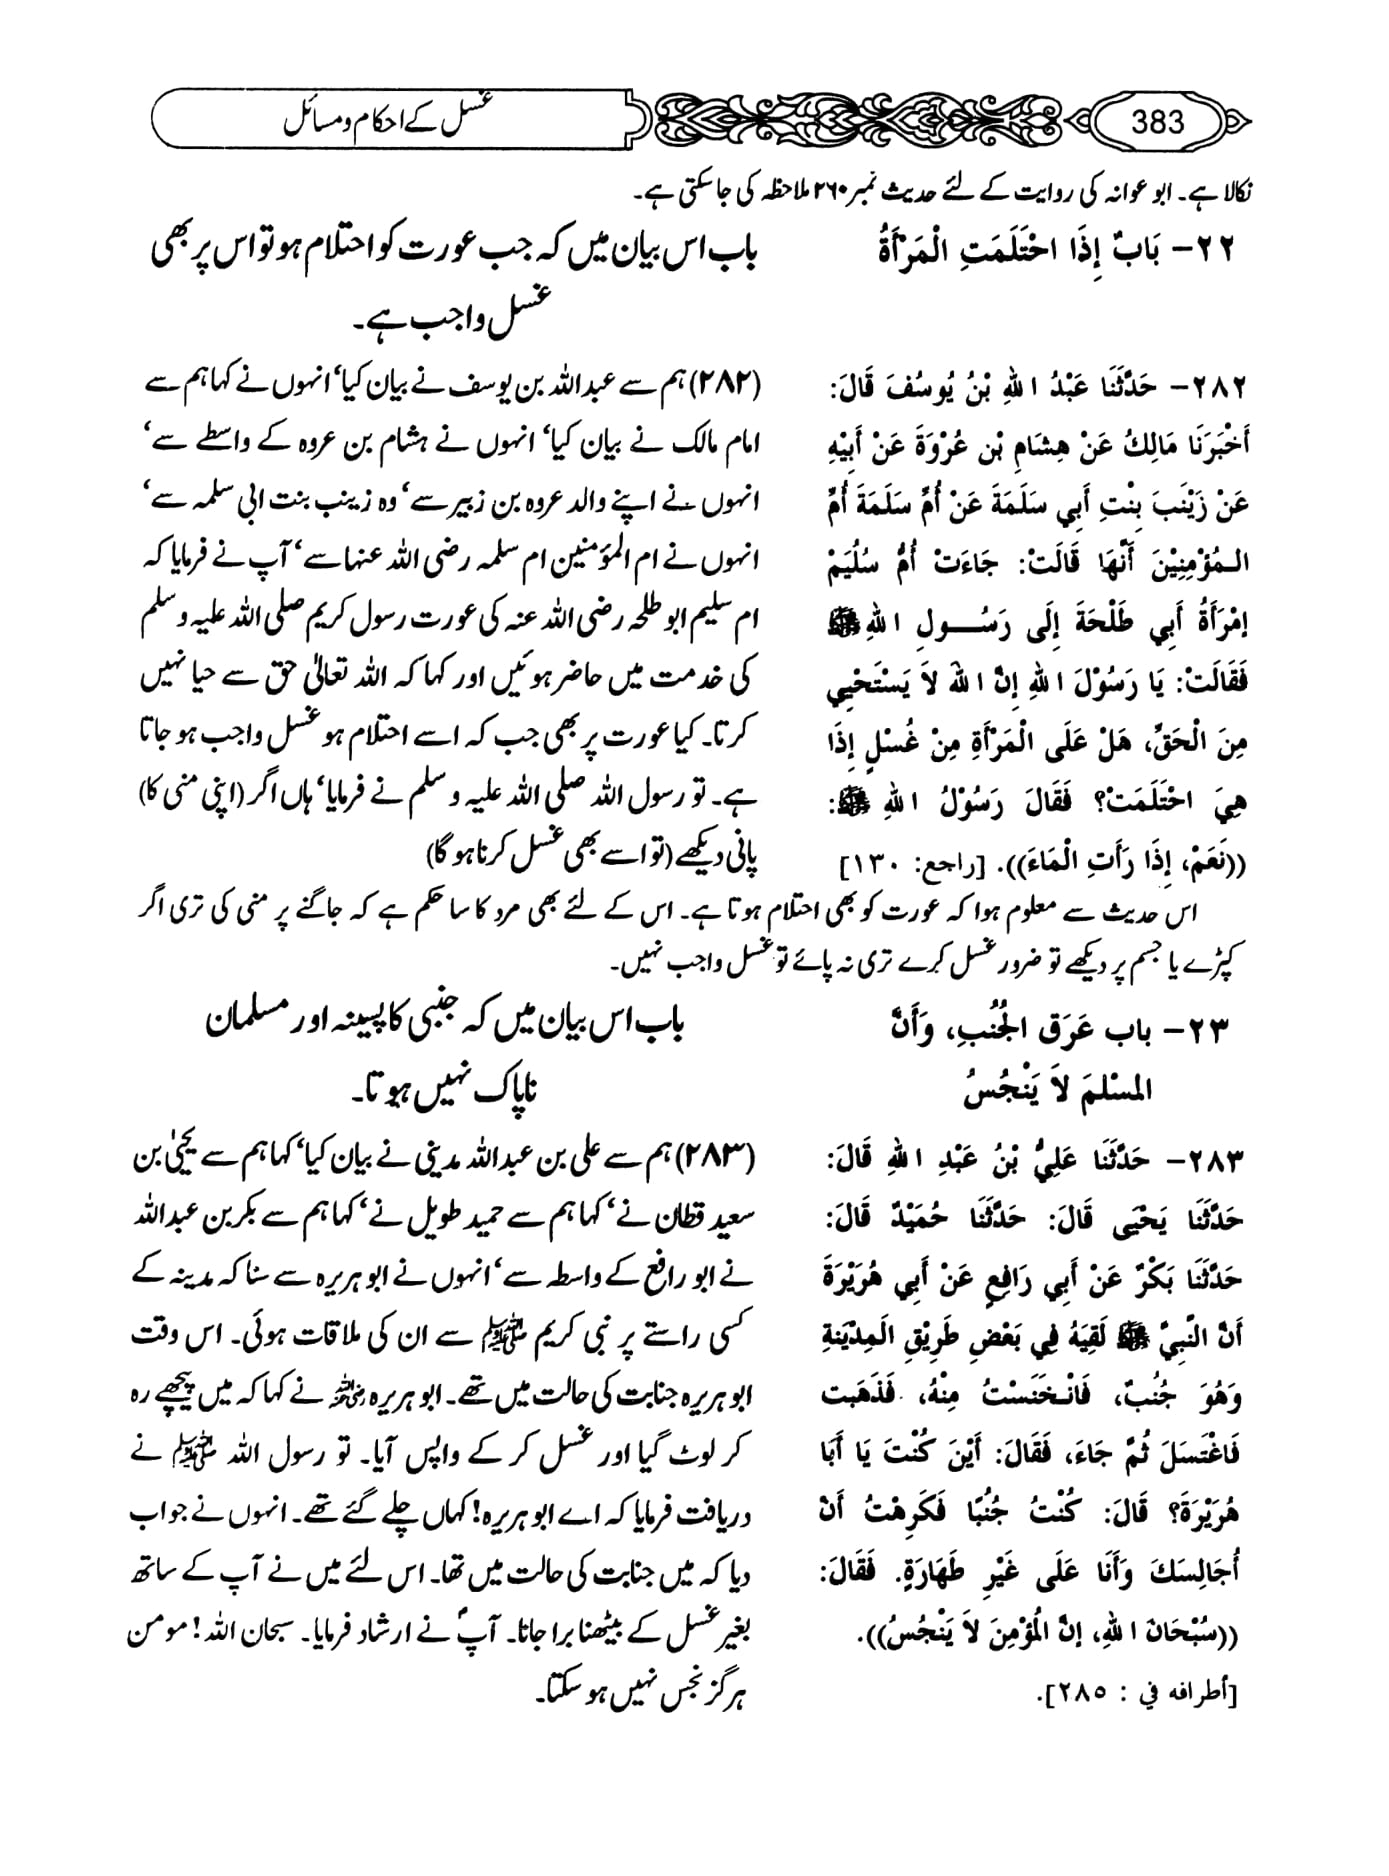 383
غسل کے احکام و مسائل
نکالا ہے۔ ابو عوانہ کی روایت کے لئے حدیث نمبر ۲۶۰ ملاحظہ کی جا سکتی ہے۔
٢٢- بَابٌ إِذَا احْتَلَمَتِ الْمَرْأَةُ
٢٨٢- حَدَّثَنَا عَبْدُ اللهِ بْنُ يُوسُفَ قَالَ:
أَخْبَرَنَا مَالِكُ عَنْ هِشَامِ بْنِ عُرْوَةَ عَنْ أَبِيْهِ
عَنْ زَيْنَبَ بِنْتِ أَبِي سَلَمَةَ عَنْ أُمِّ سَلَمَةَ أُمِّ
الـمُؤْمِنِيْنَ أَنَّهَا قَالَتْ: جَاءَتْ أُمُّ سُلَيْمٍ
امْرَأَةُ أَبِي طَلْحَةَ إِلَى رَسُـــولِ اللهِ ﷺ
فَقَالَتْ: يَا رَسُوْلَ اللهِ إِنَّ اللهَ لاَ يَسْتَحْيِي
مِنَ الْحَقِّ، هَلْ عَلَى الْمَرْأَةِ مِنْ غُسْلٍ إِذَا
هِيَ احْتَلَمَتْ؟ فَقَالَ رَسُوْلُ اللهِ ﷺ:
((نَعَمْ، إِذَا رَأَتِ الْمَاءَ)). [راجع: ١٣٠]
باب اس بیان میں کہ جب عورت کو احتلام ہو تو اس پر بھی
غسل واجب ہے۔
(۲۸۲) ہم سے عبداللہ بن یوسف نے بیان کیا' انہوں نے کہا ہم سے
امام مالک نے بیان کیا' انہوں نے ہشام بن عروہ کے واسطے سے'
انہوں نے اپنے والد عروہ بن زبیر سے' وہ زینب بنت ابی سلمہ سے'
انہوں نے ام المؤمنین ام سلمہ رضی اللہ عنہا سے' آپ نے فرمایا کہ
ام سلیم ابو طلحہ رضی اللہ عنہ کی عورت رسول کریم صلی اللہ علیہ و سلم
کی خدمت میں حاضر ہوئیں اور کہا کہ اللہ تعالیٰ حق سے حیا نہیں
کرتا۔ کیا عورت پر بھی جب کہ اسے احتلام ہو غسل واجب ہو جاتا
ہے۔ تو رسول اللہ صلی اللہ علیہ و سلم نے فرمایا' ہاں اگر (اپنی منی کا)
پانی دیکھے (تو اسے بھی غسل کرنا ہو گا)
اس حدیث سے معلوم ہوا کہ عورت کو بھی احتلام ہوتا ہے۔ اس کے لئے بھی مرد کا سا حکم ہے کہ جاگنے پر منی کی تری اگر
کپڑے یا جسم پر دیکھے تو ضرور غسل کرے تری نہ پائے تو غسل واجب نہیں۔
٢٣- باب عَرَقِ الْجُنُبِ، وَأَنَّ
المسْلِمَ لاَ يَنْجُسُ
٢٨٣- حَدَّثَنَا عَلِيُّ بْنُ عَبْدِ اللهِ قَالَ:
حَدَّثَنَا يَحْيَى قَالَ: حَدَّثَنَا حُمَيْدٌ قَالَ:
حَدَّثَنَا بَكْرٌ عَنْ أَبِي رَافِعٍ عَنْ أَبِي هُرَيْرَةَ
أَنَّ النَّبِيَّ ﷺ لَقِيَهُ فِي بَعْضِ طَرِيْقِ الْمِدْيَنةِ
وَهُوَ جُنُبٌ، فَانْـخَنَسْتُ مِنْهُ، فَذَهَبَت
فَاغْتَسَلَ ثُمَّ جَاءَ، فَقَالَ: أَيْنَ كُنْتَ يَا أَبَا
هُرَيْرَةَ؟ قَالَ: كُنْتُ جُنُبًا فَكَرِهْتُ أَنْ
أُجَالِسَكَ وَأَنَا عَلَى غَيْرِ طَهَارَةٍ. فَقَالَ:
((سُبْحَانَ اللهِ، إِنَّ الْمُؤْمِنَ لاَ يَنْجُسُ)).
[أطرافه في : ٢٨٥].
باب اس بیان میں کہ جنبی کا پسینہ اور مسلمان
ناپاک نہیں ہوتا۔
(۲۸۳) ہم سے علی بن عبداللہ مدینی نے بیان کیا' کہا ہم سے یحییٰ بن
سعید قطان نے' کہا ہم سے حمید طویل نے' کہا ہم سے بکر بن عبداللہ
نے ابو رافع کے واسطہ سے' انہوں نے ابو ہریرہ سے سنا کہ مدینہ کے
کسی راستے پر نبی کریم ﷺ سے ان کی ملاقات ہوئی۔ اس وقت
ابو ہریرہ جنابت کی حالت میں تھے۔ ابو ہریرہ رضی اللہ عنہ نے کہا کہ میں پیچھے رہ
کر لوٹ گیا اور غسل کر کے واپس آیا۔ تو رسول اللہ ﷺ نے
دریافت فرمایا کہ اے ابو ہریرہ! کہاں چلے گئے تھے۔ انہوں نے جواب
دیا کہ میں جنابت کی حالت میں تھا۔ اس لئے میں نے آپ کے ساتھ
بغیر غسل کے بیٹھنا برا جانا۔ آپؐ نے ارشاد فرمایا۔ سبحان اللہ! مومن
ہرگز نجس نہیں ہو سکتا۔